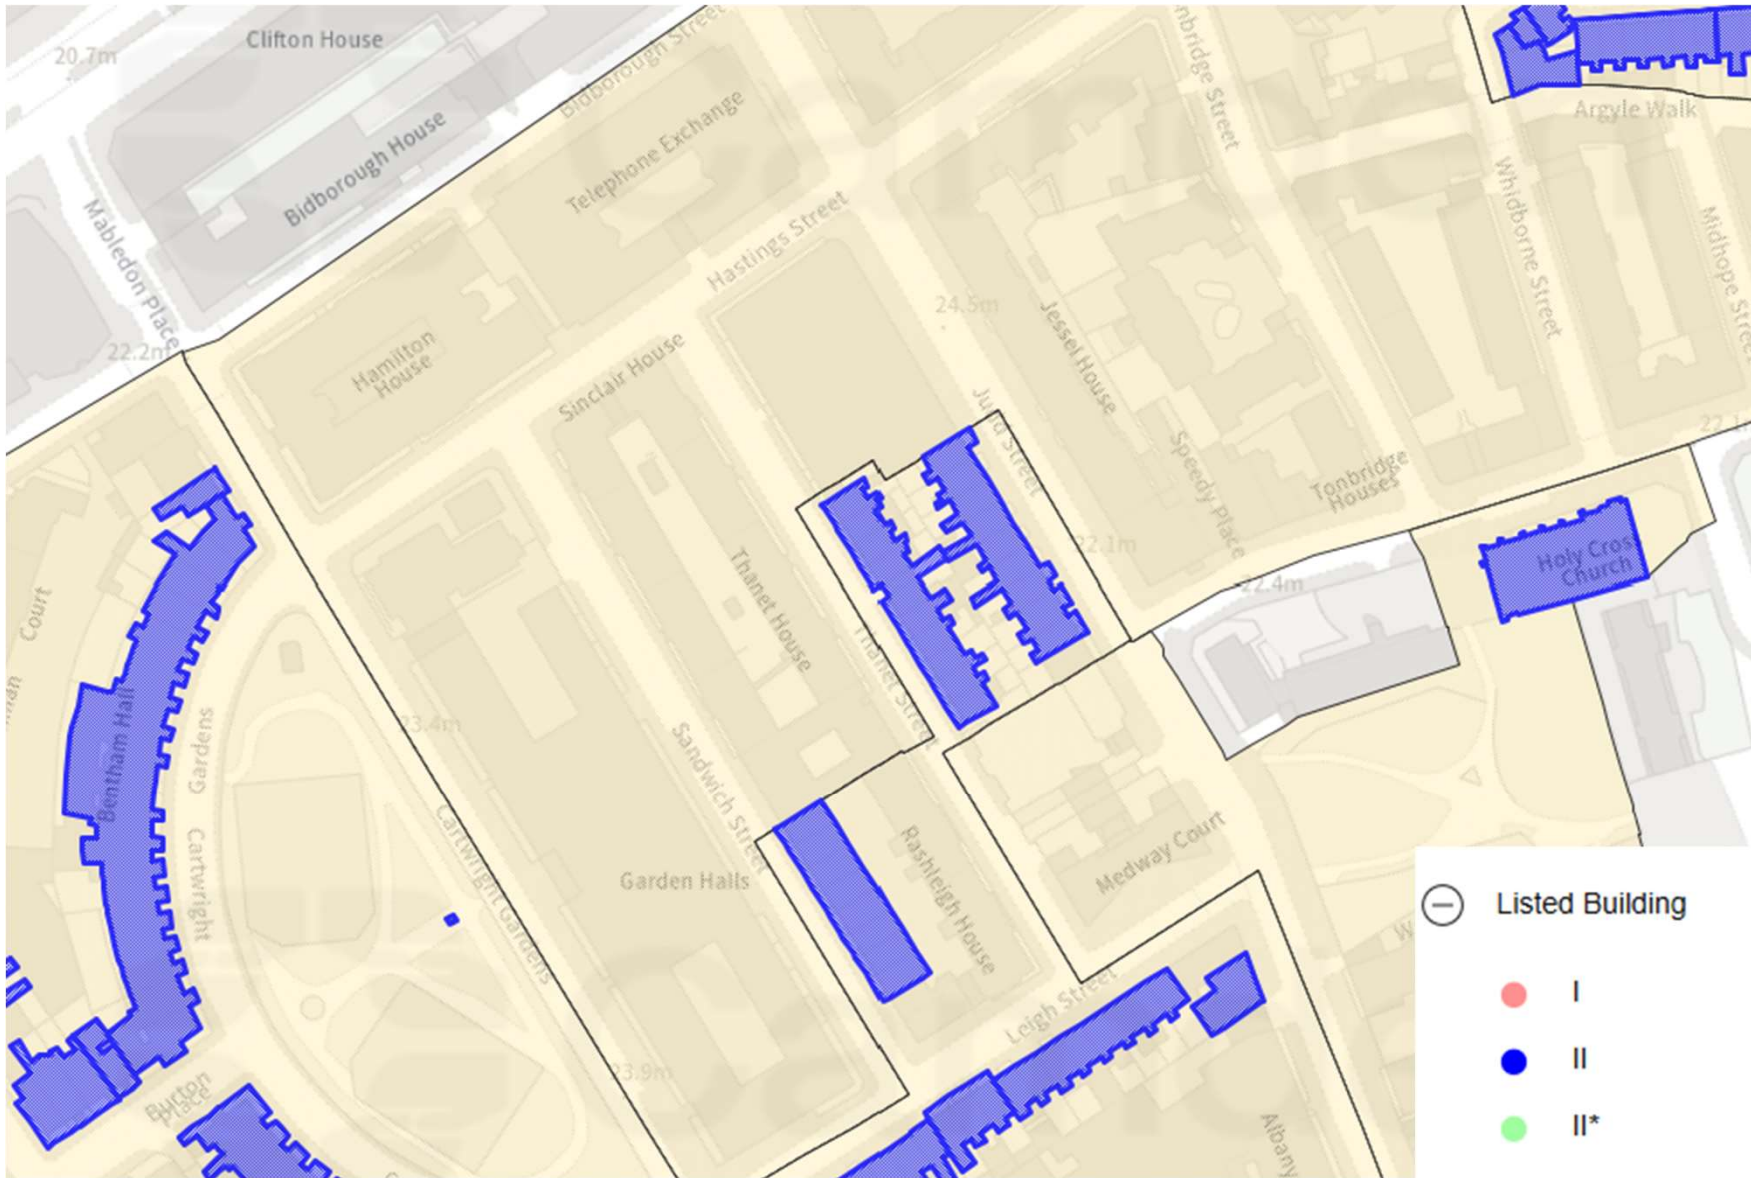 Clifton House
20.7m
Bidborough Street
Bidborough House
Telephone Exchange
Tonbridge Street
Argyle Walk
Mabledon Place
Hastings Street
Whidborne Street
Midhope Street
22.2m
Hamilton
House
Sinclair House
24.5m
Jessel House
Judd Street
Speedy Place
Tonbridge
Houses
22.1m
22.4m
Holy Cross
Church
Court
Thanet House
Thanet Street
Bentham Hall
Gardens
Cartwright
23.4m
Sandwich Street
Cartwright Gardens
Garden Halls
Rashleigh House
Medway Court
Leigh Street
23.9m
Burton
Place
Albany
Listed Building
I
II
II*